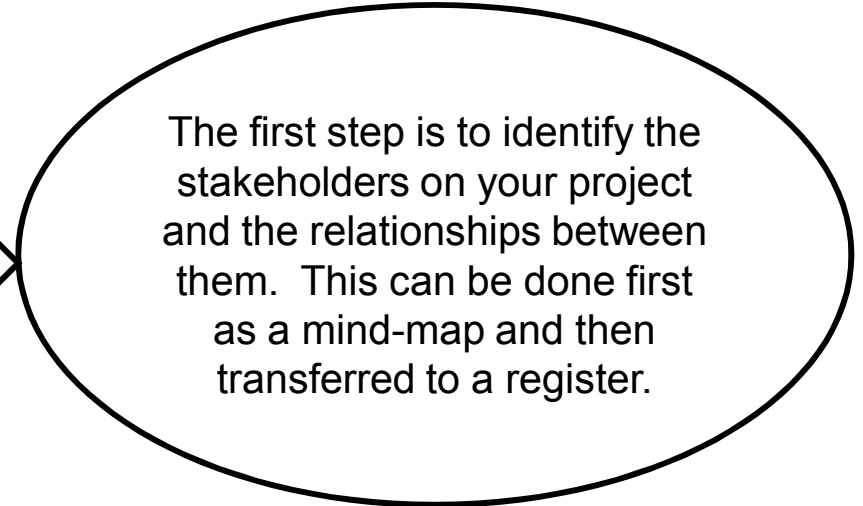 The first step is to identify the
stakeholders on your project
and the relationships between
them.  This can be done first
as a mind-map and then
transferred to a register.